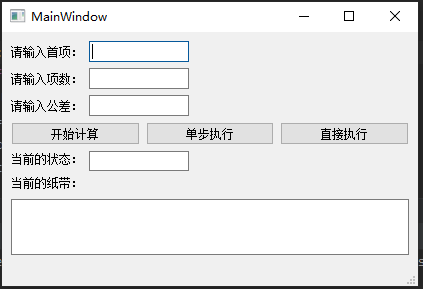 MainWindow
请输入首项：
请输入项数：
请输入公差：
开始计算 单步执行 直接执行
当前的状态：
当前的纸带：